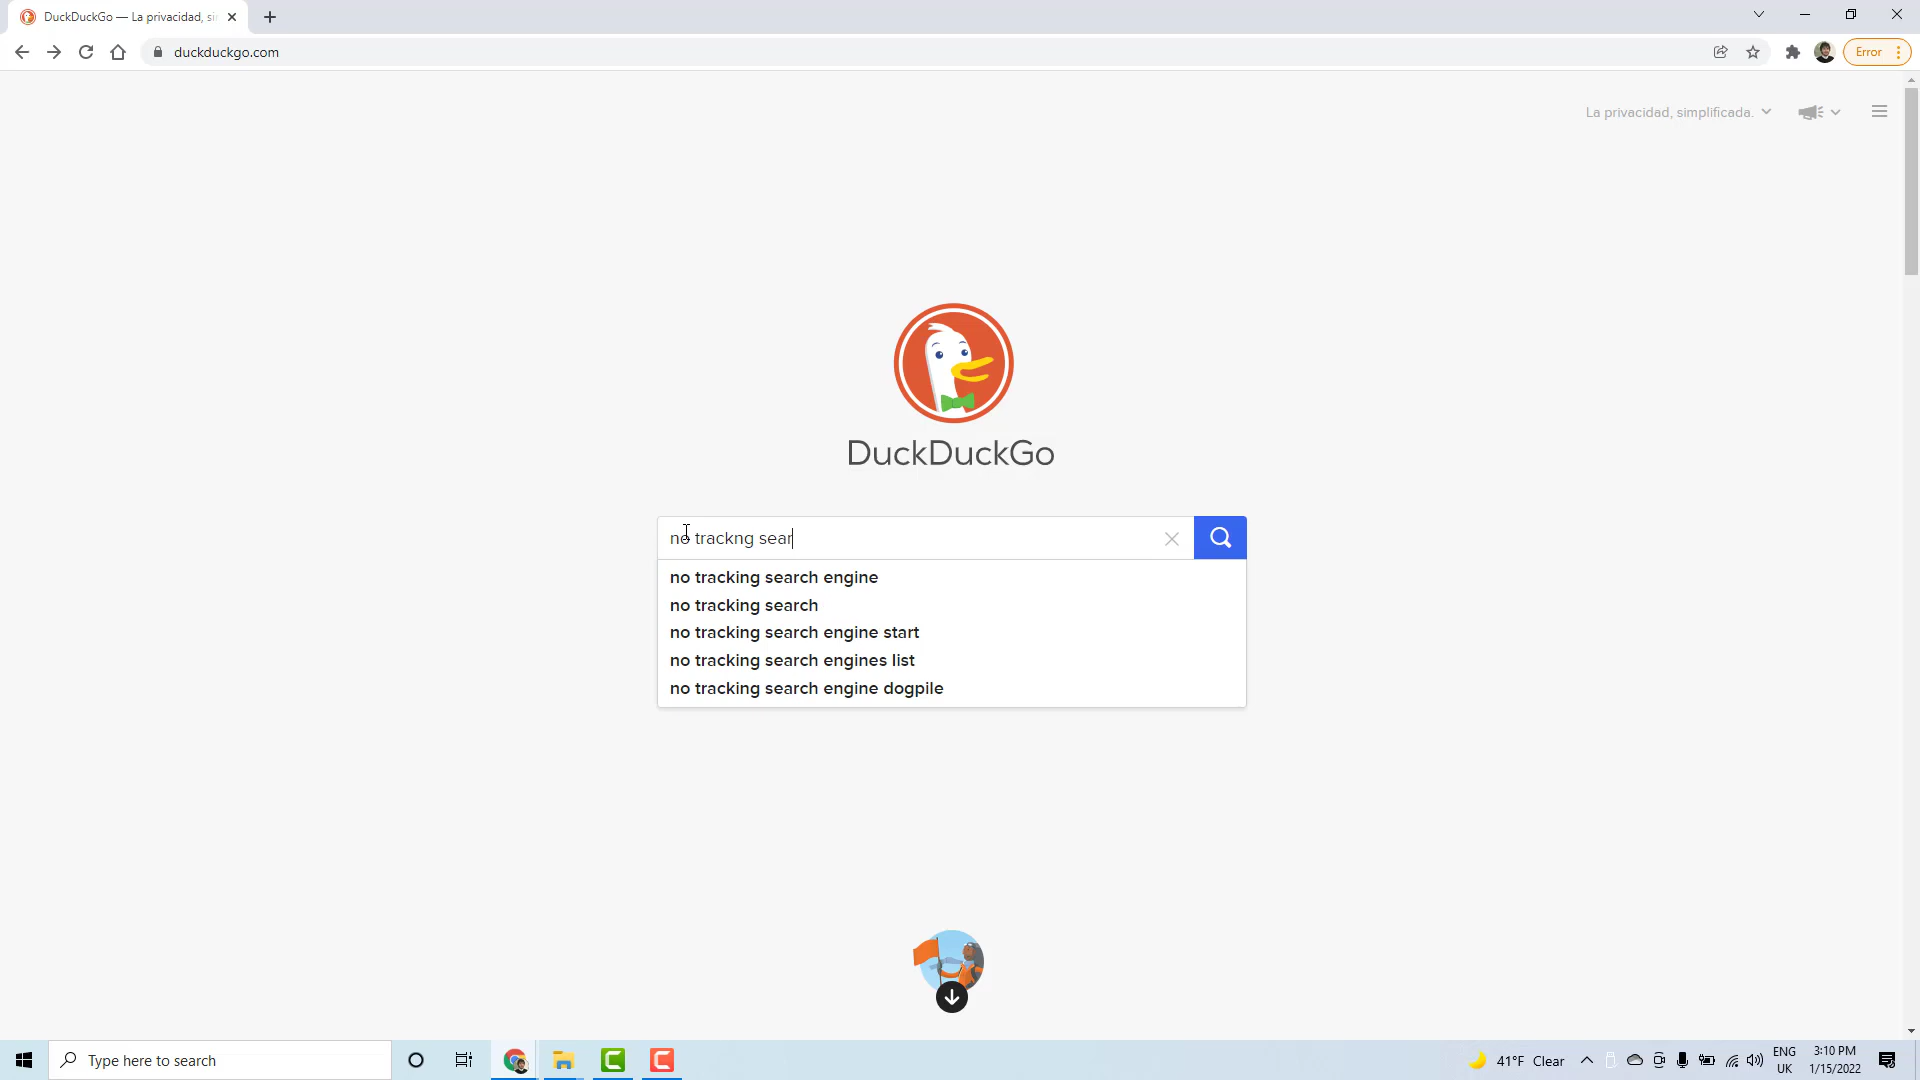 DuckDuckGo — La privacidad, si
duckduckgo.com
Error
La privacidad, simplificada.
DuckDuckGo
no trackng sear
no tracking search engine
no tracking search
no tracking search engine start
no tracking search engines list
no tracking search engine dogpile
Type here to search
41°F Clear
ENG
UK
3:10 PM
1/15/2022